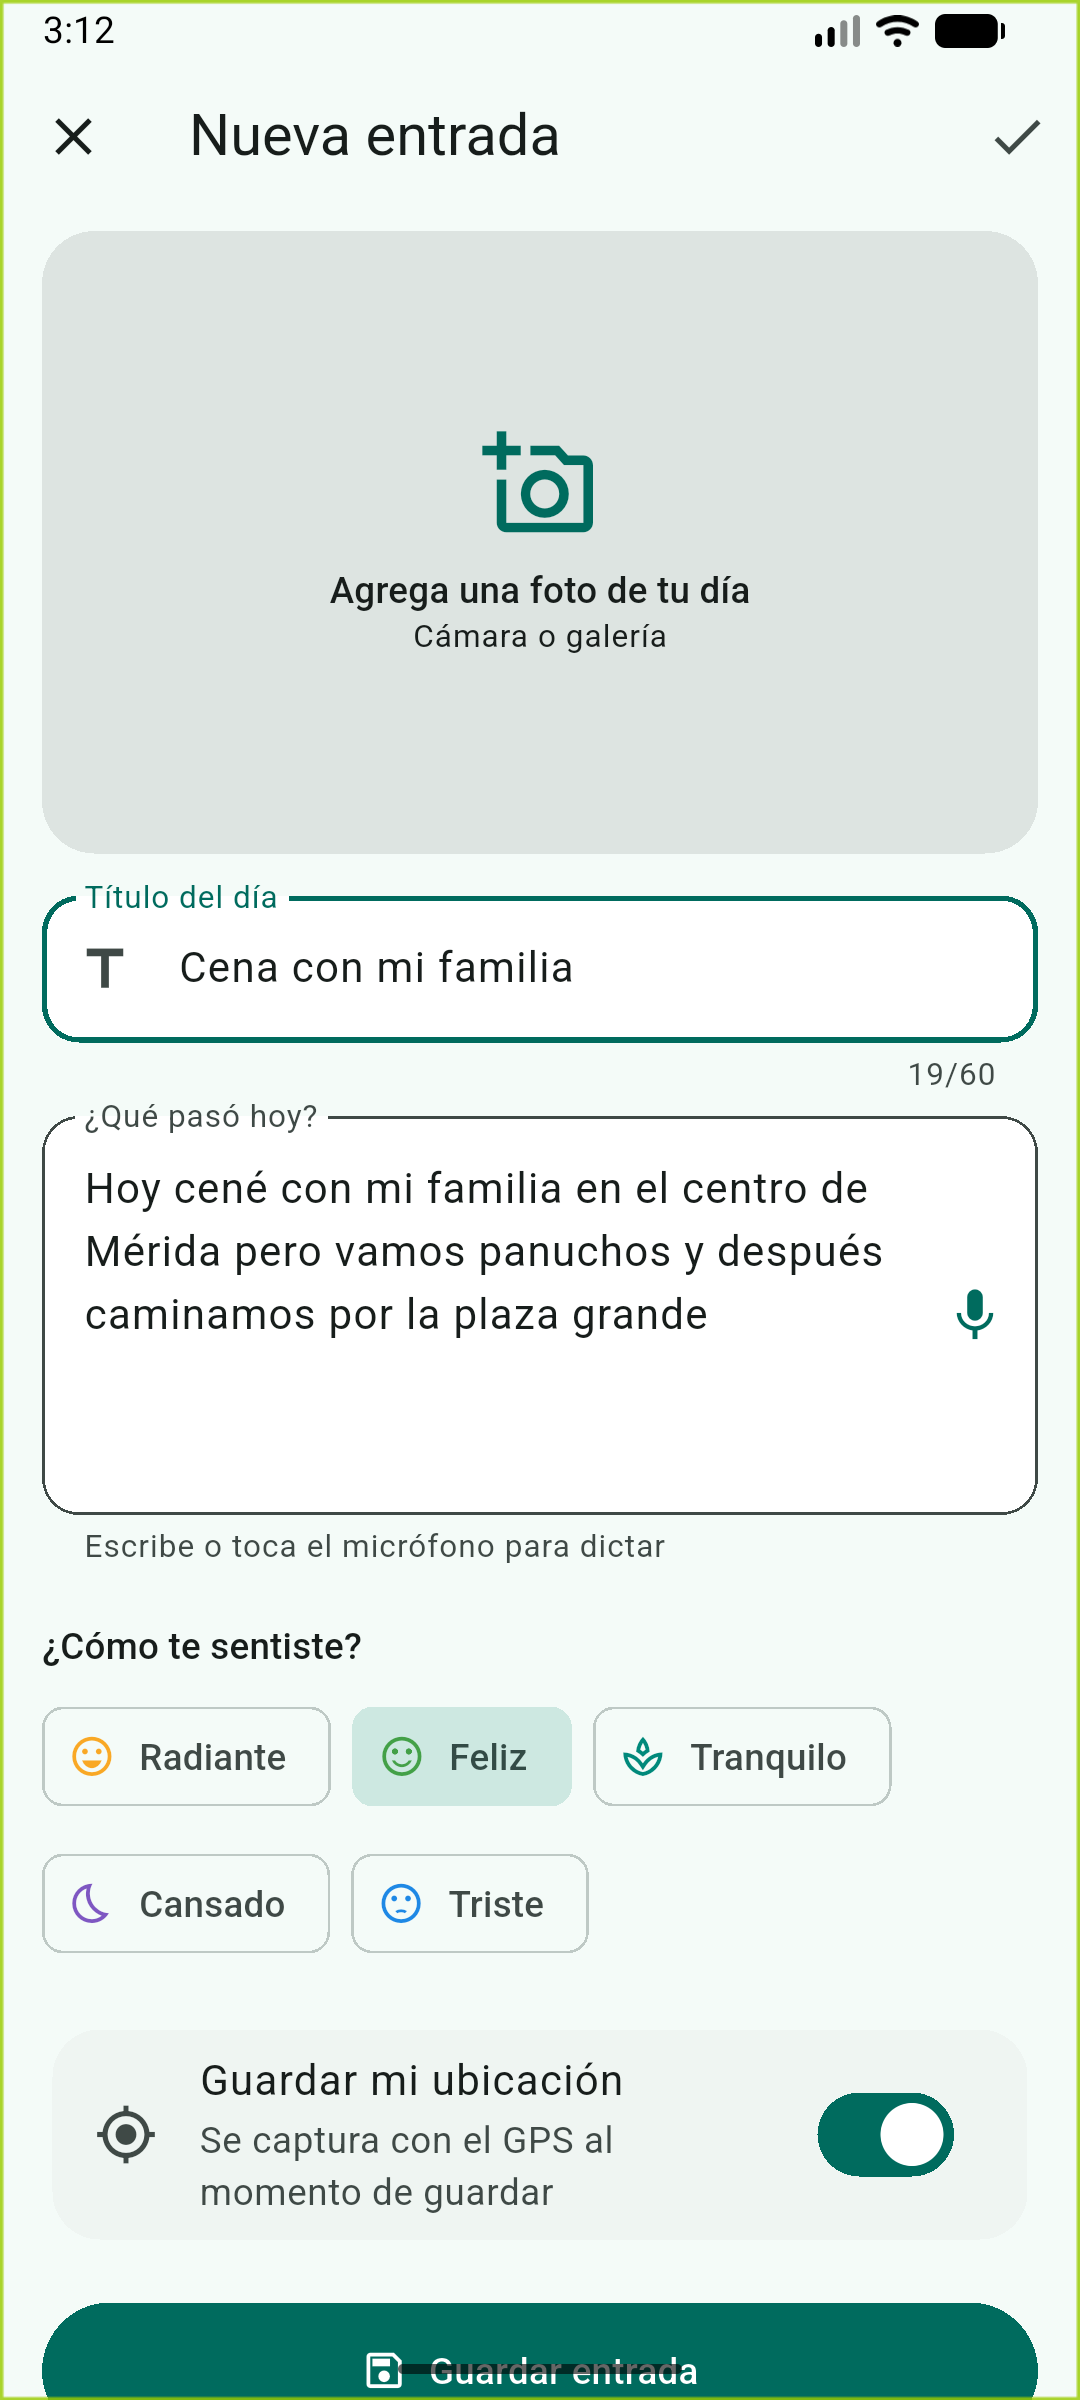 3:12
Nueva entrada
Agrega una foto de tu día
Cámara o galería
Título del día
Cena con mi familia
19/60
¿Qué pasó hoy?
Hoy cené con mi familia en el centro de
Mérida pero vamos panuchos y después
caminamos por la plaza grande
Escribe o toca el micrófono para dictar
¿Cómo te sentiste?
Radiante Feliz Tranquilo
Cansado Triste
Guardar mi ubicación
Se captura con el GPS al
momento de guardar
Guardar entrada